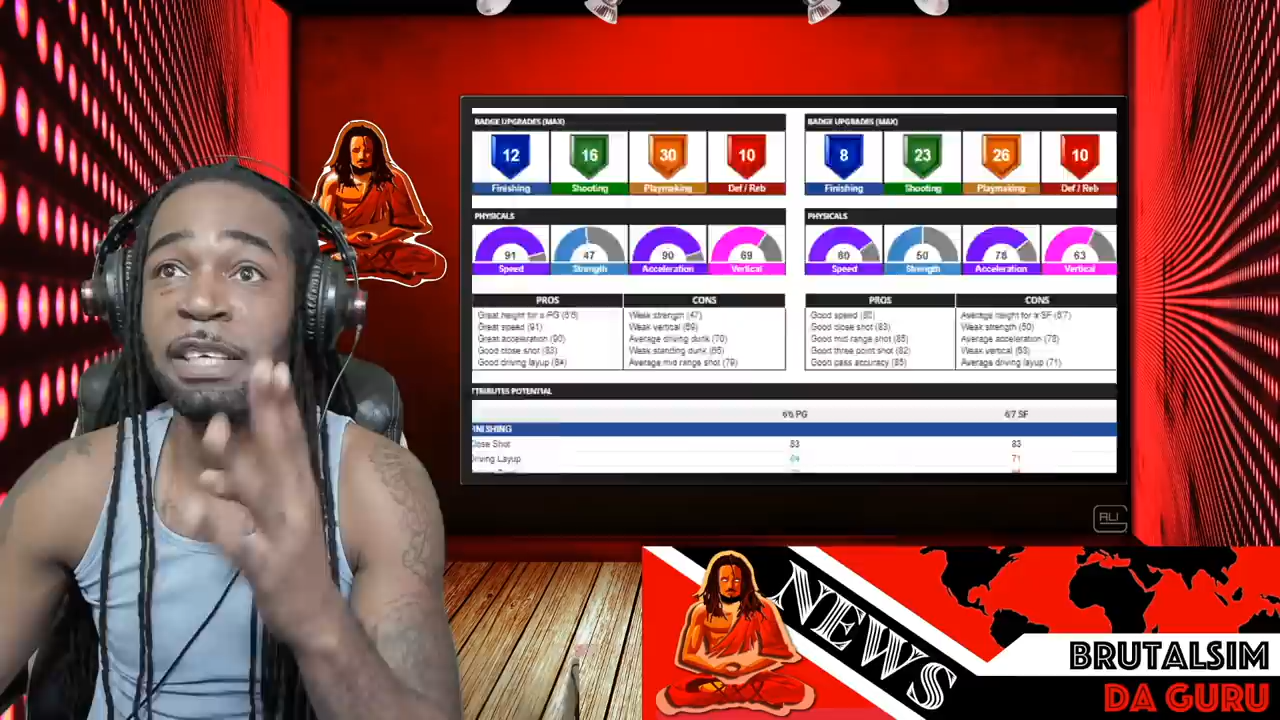 BADGE UPGRADES (MAX)
12 16 30 10
Finishing Shooting Playmaking Def / Reb
PHYSICALS
91 47 90 69
Speed Strength Acceleration Vertical
PROS CONS
Great height for a PG (6'6)
Great speed (91)
Great acceleration (90)
Good close shot (83)
Good driving layup (84)
Weak strength (47)
Weak vertical (69)
Average driving dunk (70)
Weak standing dunk (65)
Average mid range shot (79)
BADGE UPGRADES (MAX)
8 23 26 10
Finishing Shooting Playmaking Def / Reb
PHYSICALS
80 50 78 63
Speed Strength Acceleration Vertical
PROS CONS
Good speed (80)
Good close shot (83)
Good mid range shot (85)
Good three point shot (82)
Good pass accuracy (85)
Average height for a SF (6'7)
Weak strength (50)
Average acceleration (78)
Weak vertical (63)
Average driving layup (71)
TTRIBUTES POTENTIAL
6'6 PG 6'7 SF
INISHING
Close Shot 83 83
riving Layup 84 71
NEWS
BRUTALSIM
DA GURU